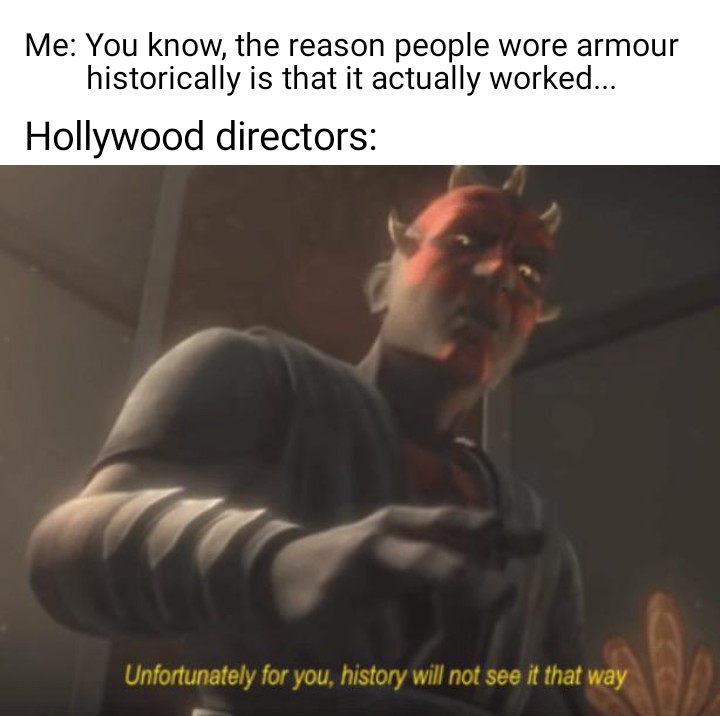 Me: You know, the reason people wore armour
historically is that it actually worked...
Hollywood directors:
Unfortunately for you, history will not see it that way